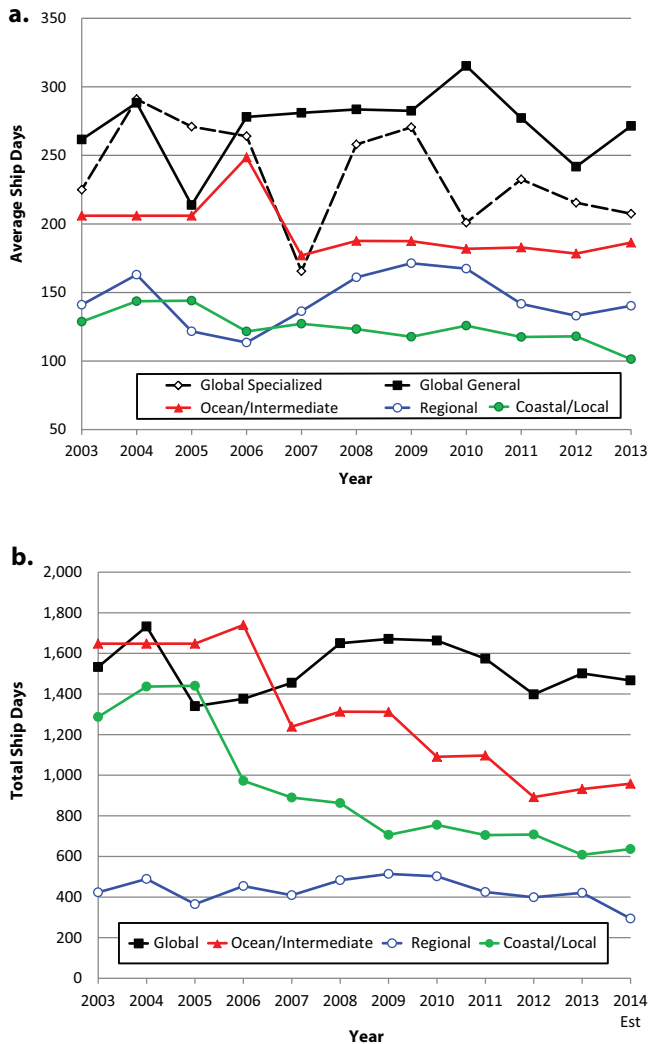 a.
350
300
250
200
150
100
50
Average Ship Days
Global Specialized
Global General
Ocean/Intermediate
Regional
Coastal/Local
2003 2004 2005 2006 2007 2008 2009 2010 2011 2012 2013
Year
b.
2,000
1,800
1,600
1,400
1,200
1,000
800
600
400
200
0
Total Ship Days
Global
Ocean/Intermediate
Regional
Coastal/Local
2003 2004 2005 2006 2007 2008 2009 2010 2011 2012 2013 2014
Est
Year